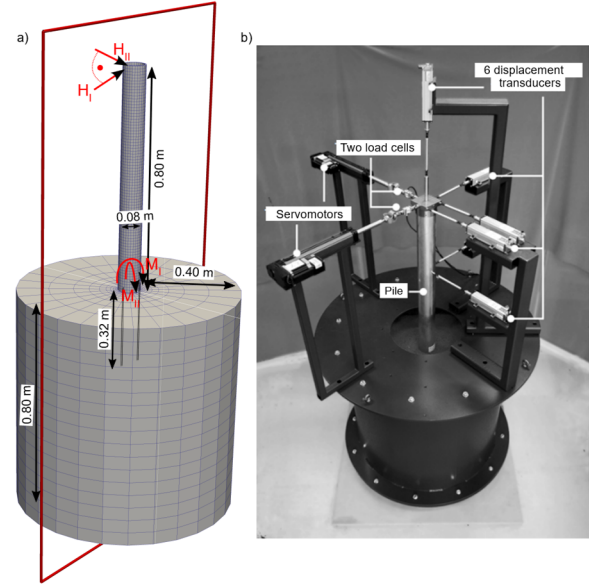 a)
H_II
H_I
0.80 m
0.08 m
M_I
M_II
0.40 m
0.32 m
0.80 m
b)
6 displacement
transducers
Two load cells
Servomotors
Pile